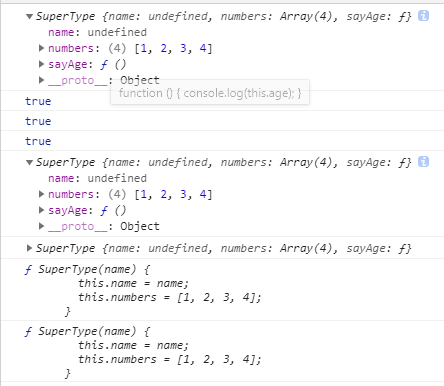 ▼SuperType {name: undefined, numbers: Array(4), sayAge: ƒ} i
name: undefined
▶numbers: (4) [1, 2, 3, 4]
▶sayAge: ƒ ()
▶__proto__: Object
function () { console.log(this.age); }
true
true
true
▼SuperType {name: undefined, numbers: Array(4), sayAge: ƒ} i
name: undefined
▶numbers: (4) [1, 2, 3, 4]
▶sayAge: ƒ ()
▶__proto__: Object
▶SuperType {name: undefined, numbers: Array(4), sayAge: ƒ}
ƒ SuperType(name) {
this.name = name;
this.numbers = [1, 2, 3, 4];
}
ƒ SuperType(name) {
this.name = name;
this.numbers = [1, 2, 3, 4];
}